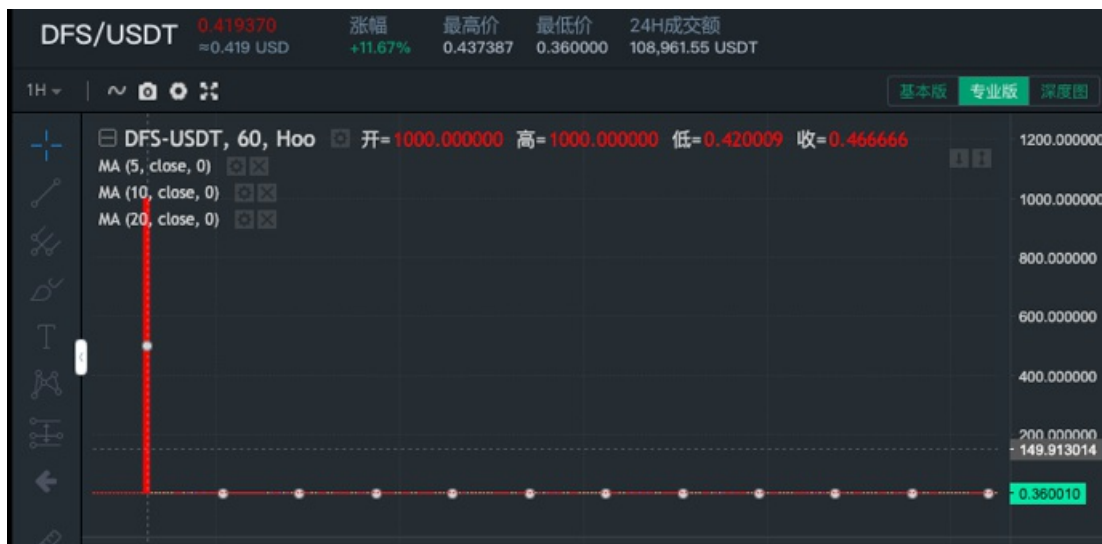 DFS/USDT 0.419370 涨幅 最高价 最低价 24H成交额
≈0.419 USD +11.67% 0.437387 0.360000 108,961.55 USDT
1H 基本版 专业版 深度图
DFS-USDT, 60, Hoo 开=1000.000000 高=1000.000000 低=0.420009 收=0.466666
MA (5, close, 0)
MA (10, close, 0)
MA (20, close, 0)
1200.000000
1000.000000
800.000000
600.000000
400.000000
200.000000
149.913014
0.360010